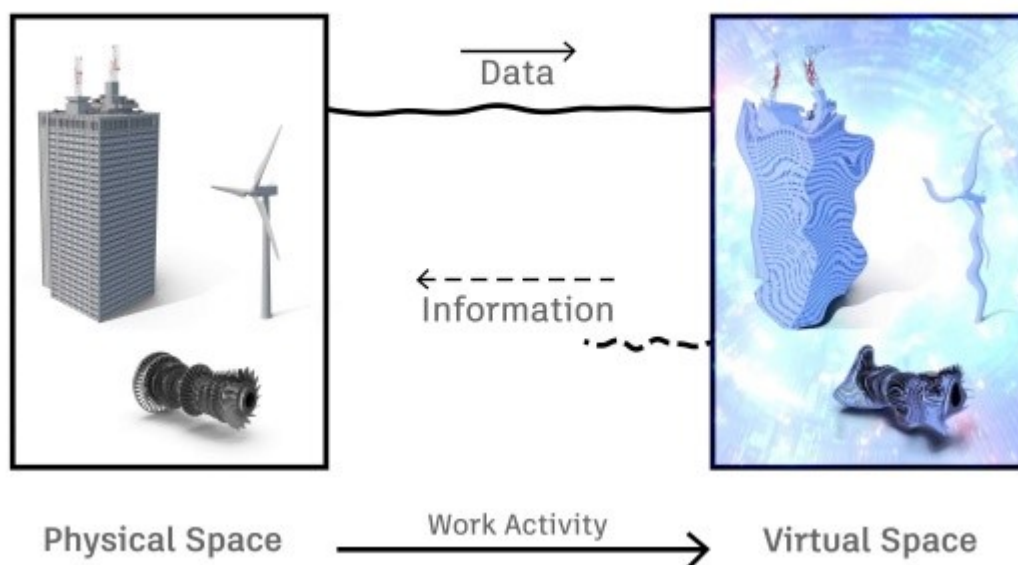 Data
Information
Physical Space
Work Activity
Virtual Space